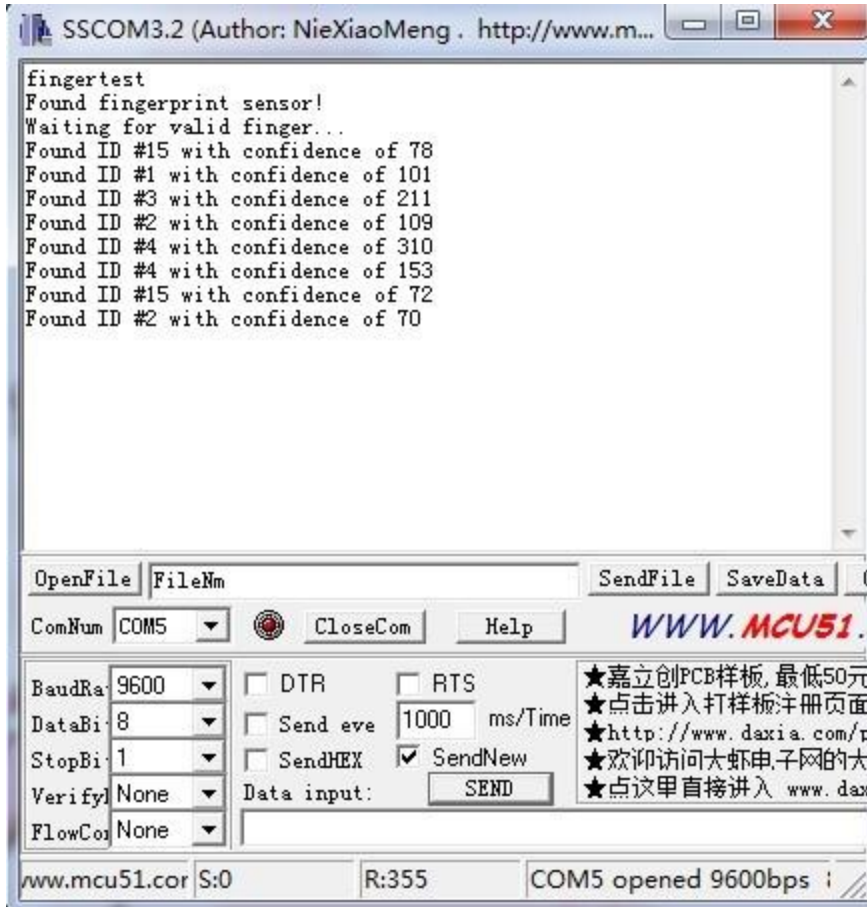 SSCOM3.2 (Author: NieXiaoMeng . http://www.m...
fingertest
Found fingerprint sensor!
Waiting for valid finger...
Found ID #15 with confidence of 78
Found ID #1 with confidence of 101
Found ID #3 with confidence of 211
Found ID #2 with confidence of 109
Found ID #4 with confidence of 310
Found ID #4 with confidence of 153
Found ID #15 with confidence of 72
Found ID #2 with confidence of 70
OpenFile FileNm SendFile SaveData
ComNum COM5 CloseCom Help WWW.MCU51.
BaudRa 9600 DTR RTS ★嘉立创PCB样板,最低50元
DataBi 8 Send eve 1000 ms/Time ★点击进入打样板注册页面
StopBi 1 SendHEX SendNew ★http://www.daxia.com/p
Verify None Data input: SEND ★欢迎访问大虾电子网的大
FlowCo None ★点这里直接进入 www.dax
www.mcu51.cor S:0 R:355 COM5 opened 9600bps